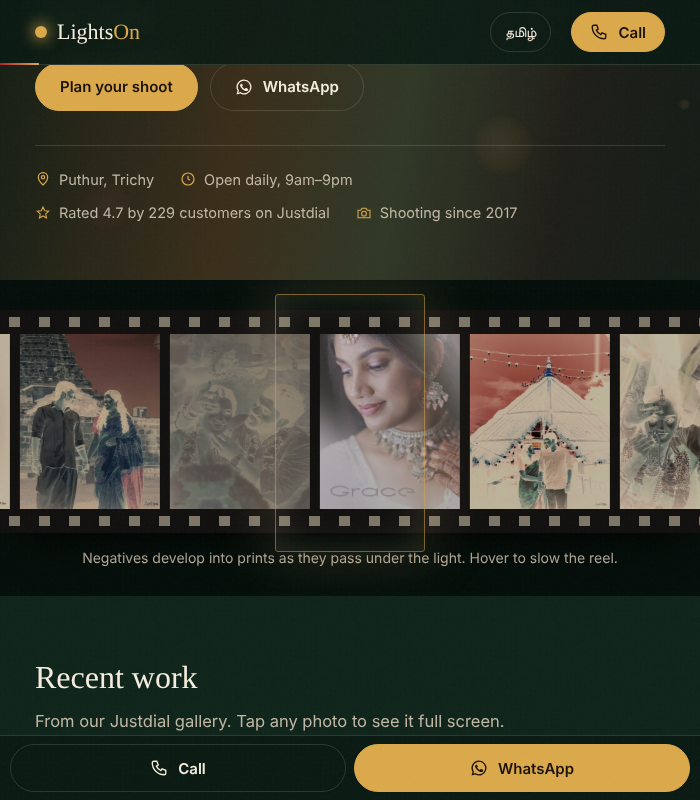 LightsOn
தமிழ்
Call
Plan your shoot
WhatsApp
Puthur, Trichy
Open daily, 9am–9pm
Rated 4.7 by 229 customers on Justdial
Shooting since 2017
Grace
Negatives develop into prints as they pass under the light. Hover to slow the reel.
Recent work
From our Justdial gallery. Tap any photo to see it full screen.
Call
WhatsApp